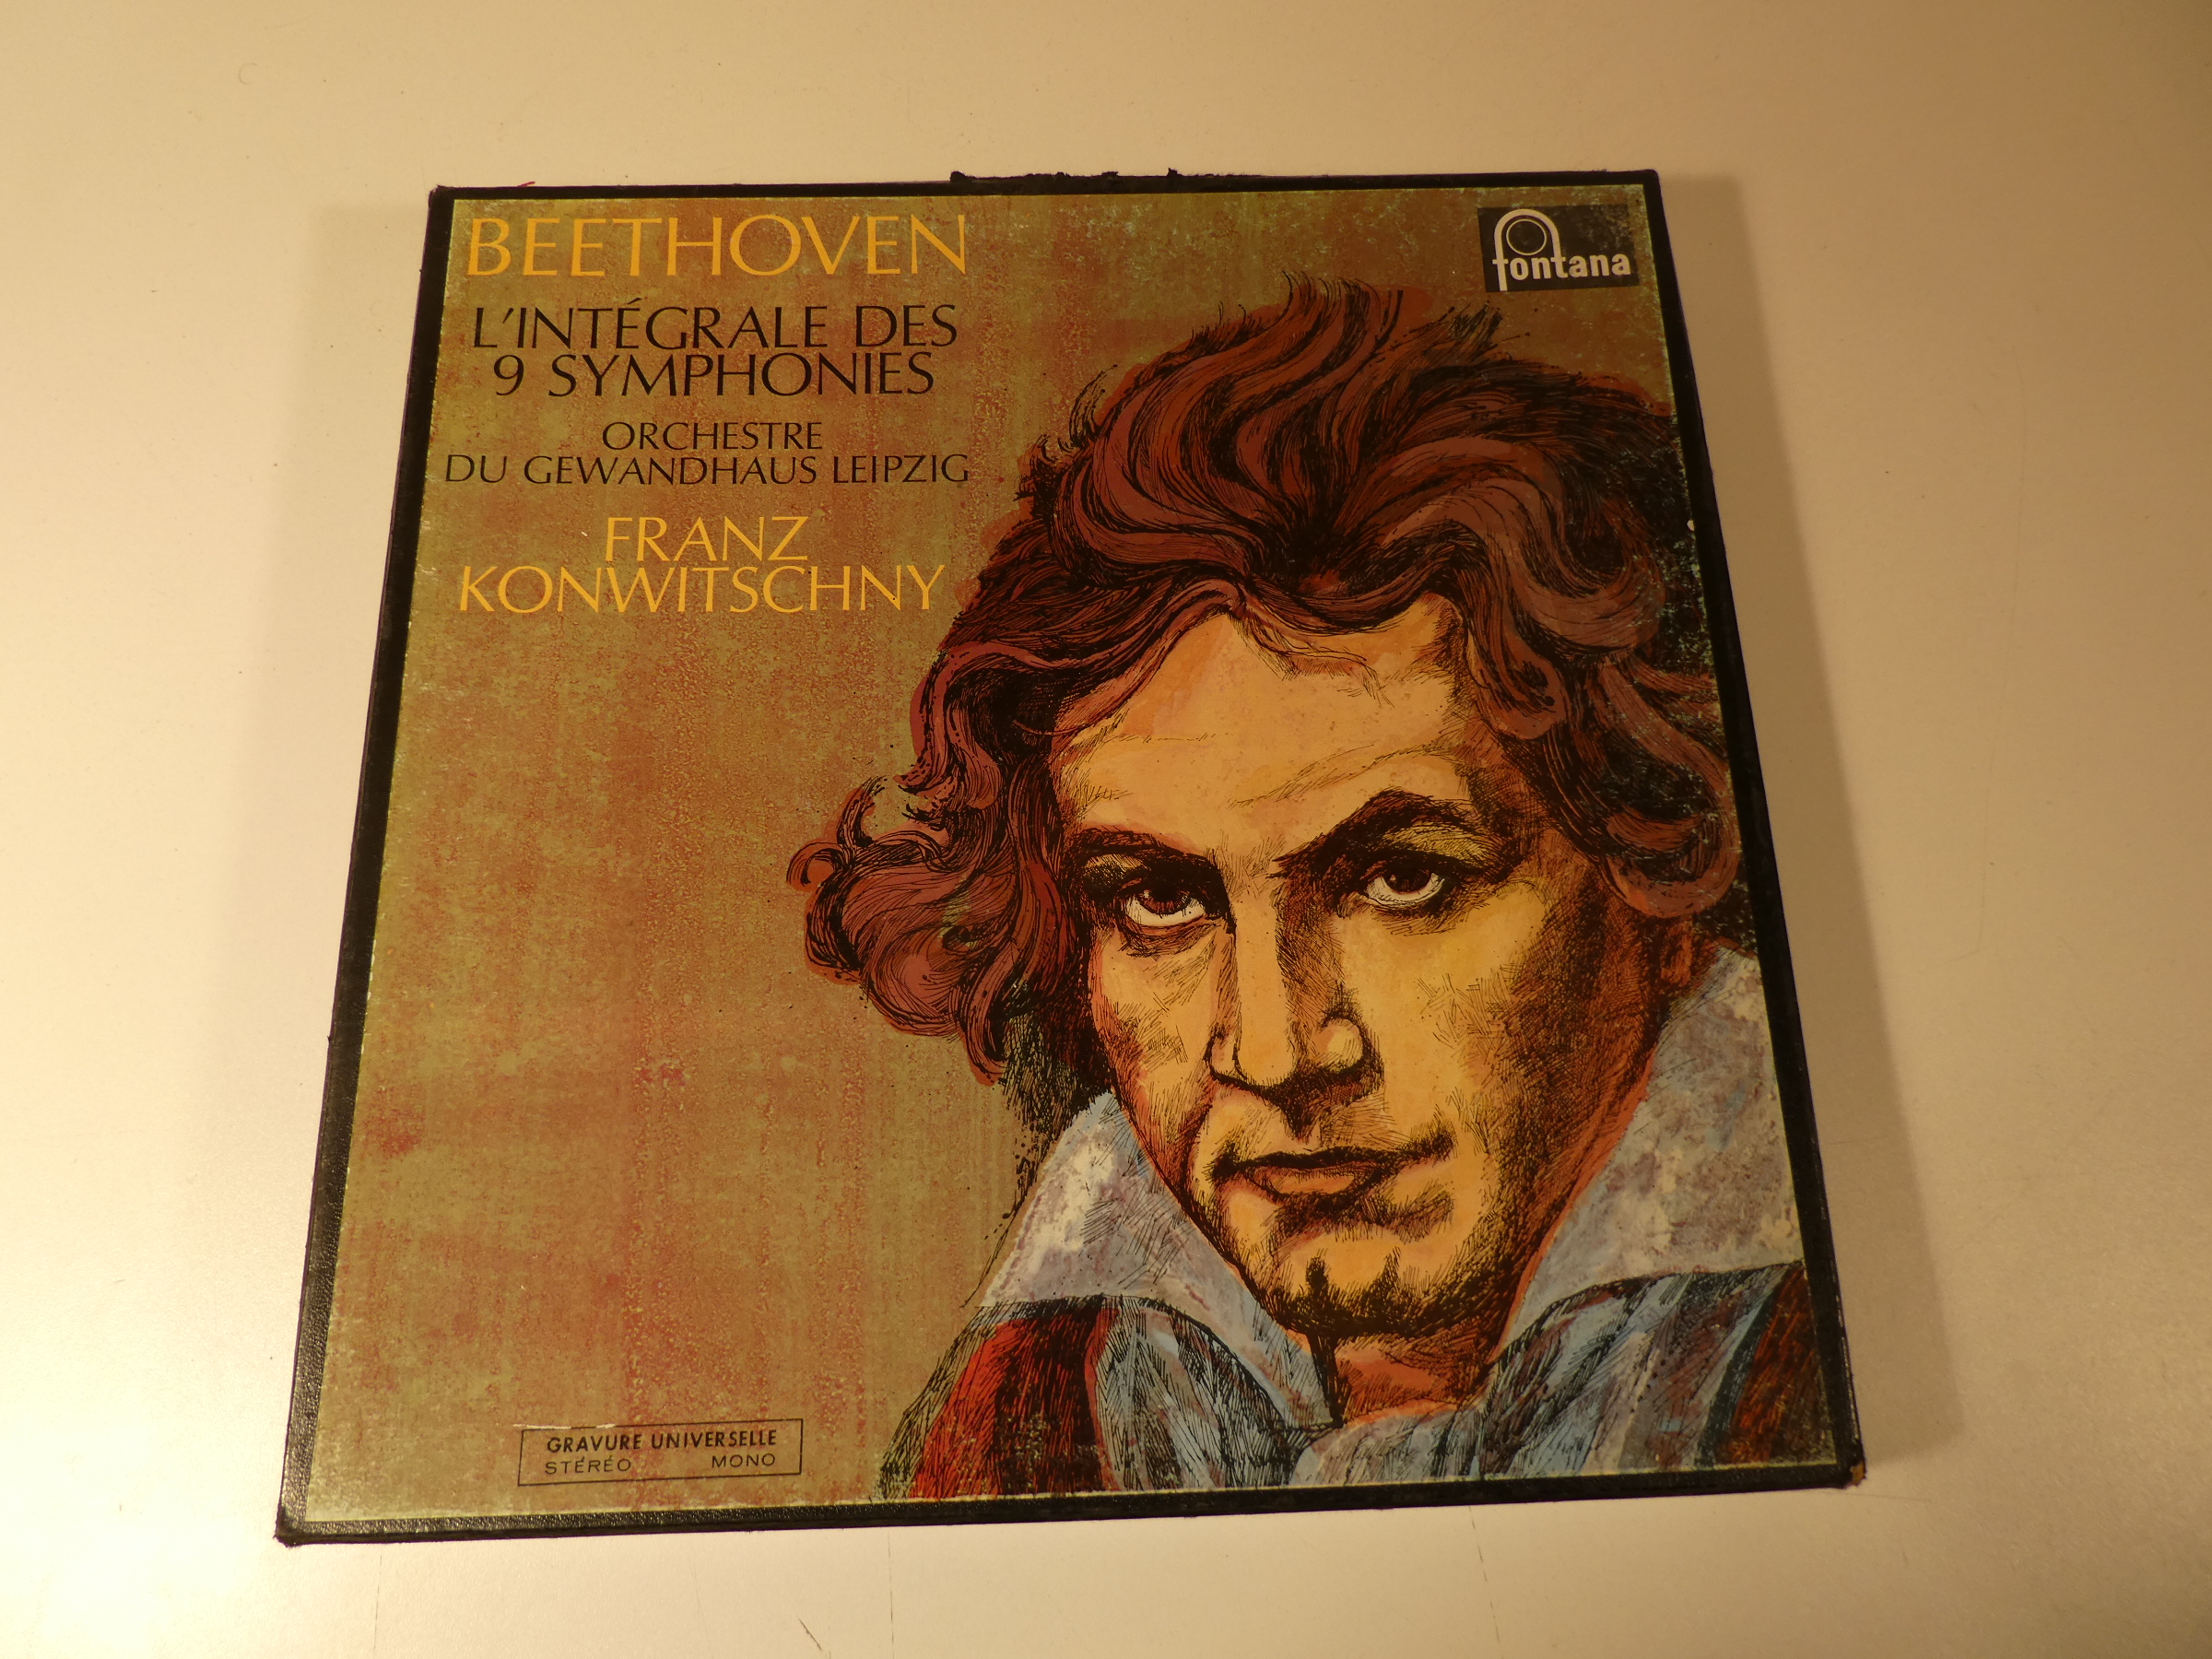 BEETHOVEN
L'INTÉGRALE DES
9 SYMPHONIES
ORCHESTRE
DU GEWANDHAUS LEIPZIG
FRANZ
KONWITSCHNY
fontana
GRAVURE UNIVERSELLE
STÉRÉO MONO